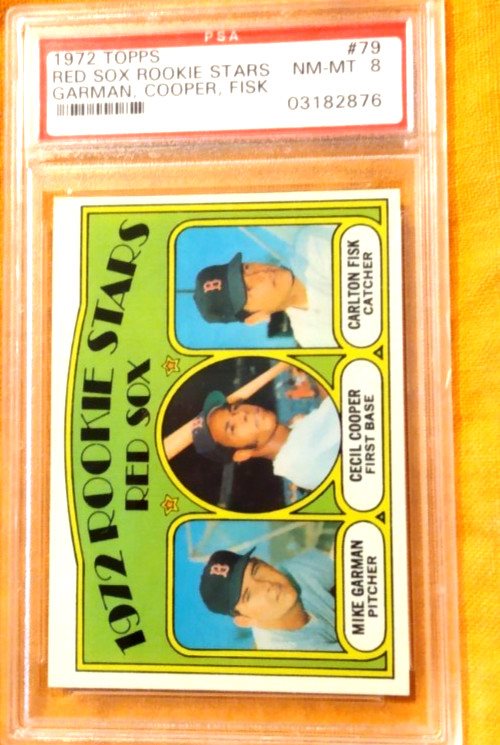 PSA
1972 TOPPS #79
RED SOX ROOKIE STARS NM-MT 8
GARMAN, COOPER, FISK
03182876
1972 ROOKIE STARS
RED SOX
MIKE GARMAN
PITCHER
CECIL COOPER
FIRST BASE
CARLTON FISK
CATCHER
B
B